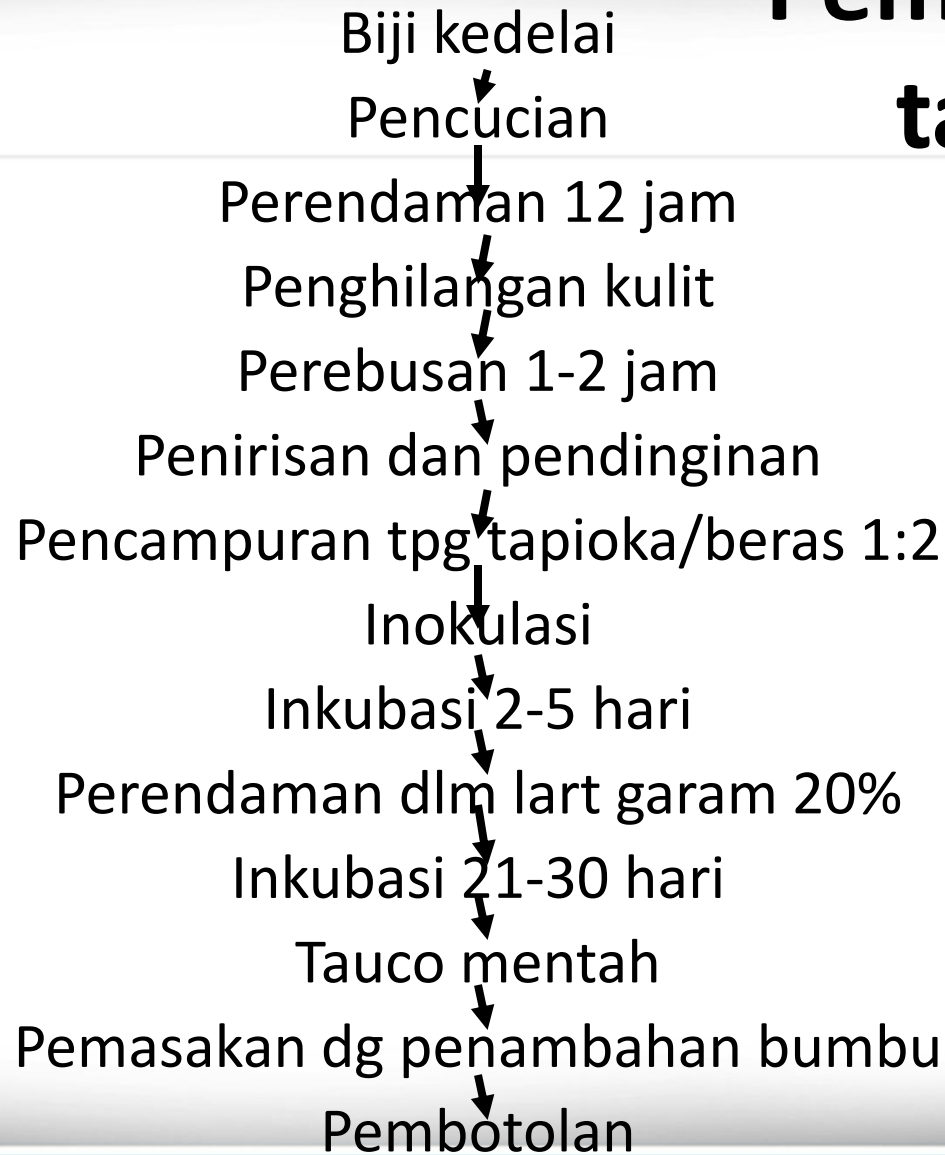 Biji kedelai
Pencucian
Perendaman 12 jam
Penghilangan kulit
Perebusan 1-2 jam
Penirisan dan pendinginan
Pencampuran tpg tapioka/beras 1:2
Inokulasi
Inkubasi 2-5 hari
Perendaman dlm lart garam 20%
Inkubasi 21-30 hari
Tauco mentah
Pemasakan dg penambahan bumbu
Pembotolan